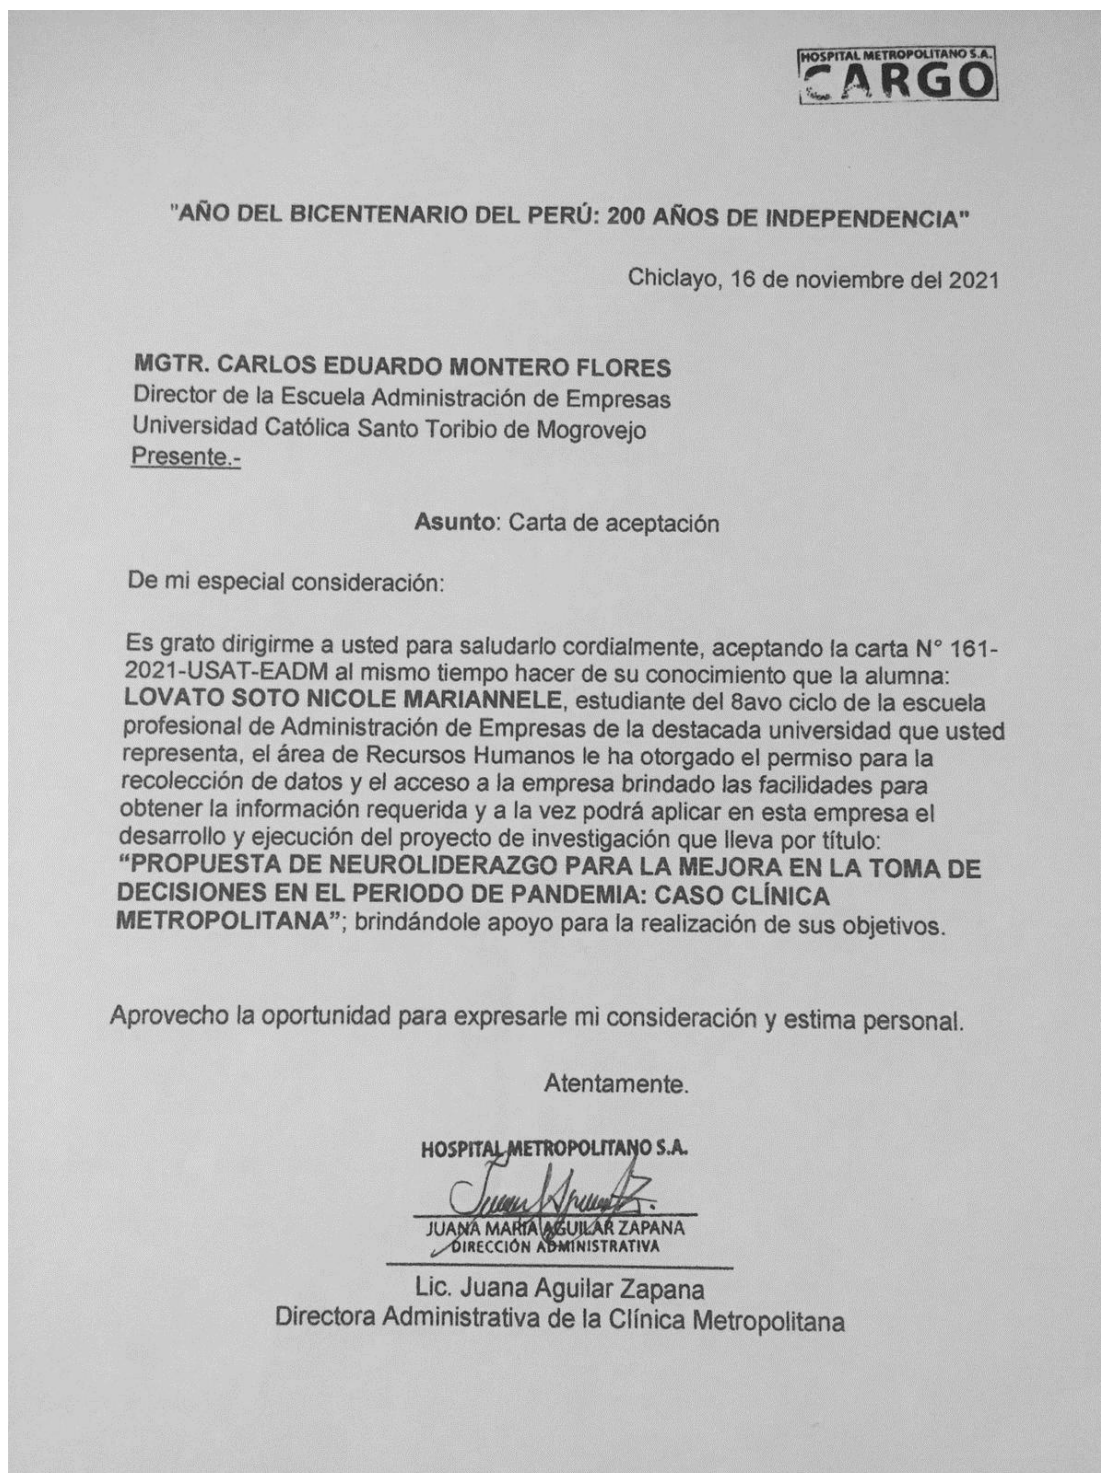 HOSPITAL METROPOLITANO S.A.
CARGO
"AÑO DEL BICENTENARIO DEL PERÚ: 200 AÑOS DE INDEPENDENCIA"
Chiclayo, 16 de noviembre del 2021
MGTR. CARLOS EDUARDO MONTERO FLORES
Director de la Escuela Administración de Empresas
Universidad Católica Santo Toribio de Mogrovejo
Presente.-
Asunto: Carta de aceptación
De mi especial consideración:
Es grato dirigirme a usted para saludarlo cordialmente, aceptando la carta N° 161-
2021-USAT-EADM al mismo tiempo hacer de su conocimiento que la alumna:
LOVATO SOTO NICOLE MARIANNELE, estudiante del 8avo ciclo de la escuela
profesional de Administración de Empresas de la destacada universidad que usted
representa, el área de Recursos Humanos le ha otorgado el permiso para la
recolección de datos y el acceso a la empresa brindado las facilidades para
obtener la información requerida y a la vez podrá aplicar en esta empresa el
desarrollo y ejecución del proyecto de investigación que lleva por título:
“PROPUESTA DE NEUROLIDERAZGO PARA LA MEJORA EN LA TOMA DE
DECISIONES EN EL PERIODO DE PANDEMIA: CASO CLÍNICA
METROPOLITANA”; brindándole apoyo para la realización de sus objetivos.
Aprovecho la oportunidad para expresarle mi consideración y estima personal.
Atentamente.
HOSPITAL METROPOLITANO S.A.
JUANA MARÍA AGUILAR ZAPANA
DIRECCIÓN ADMINISTRATIVA
Lic. Juana Aguilar Zapana
Directora Administrativa de la Clínica Metropolitana